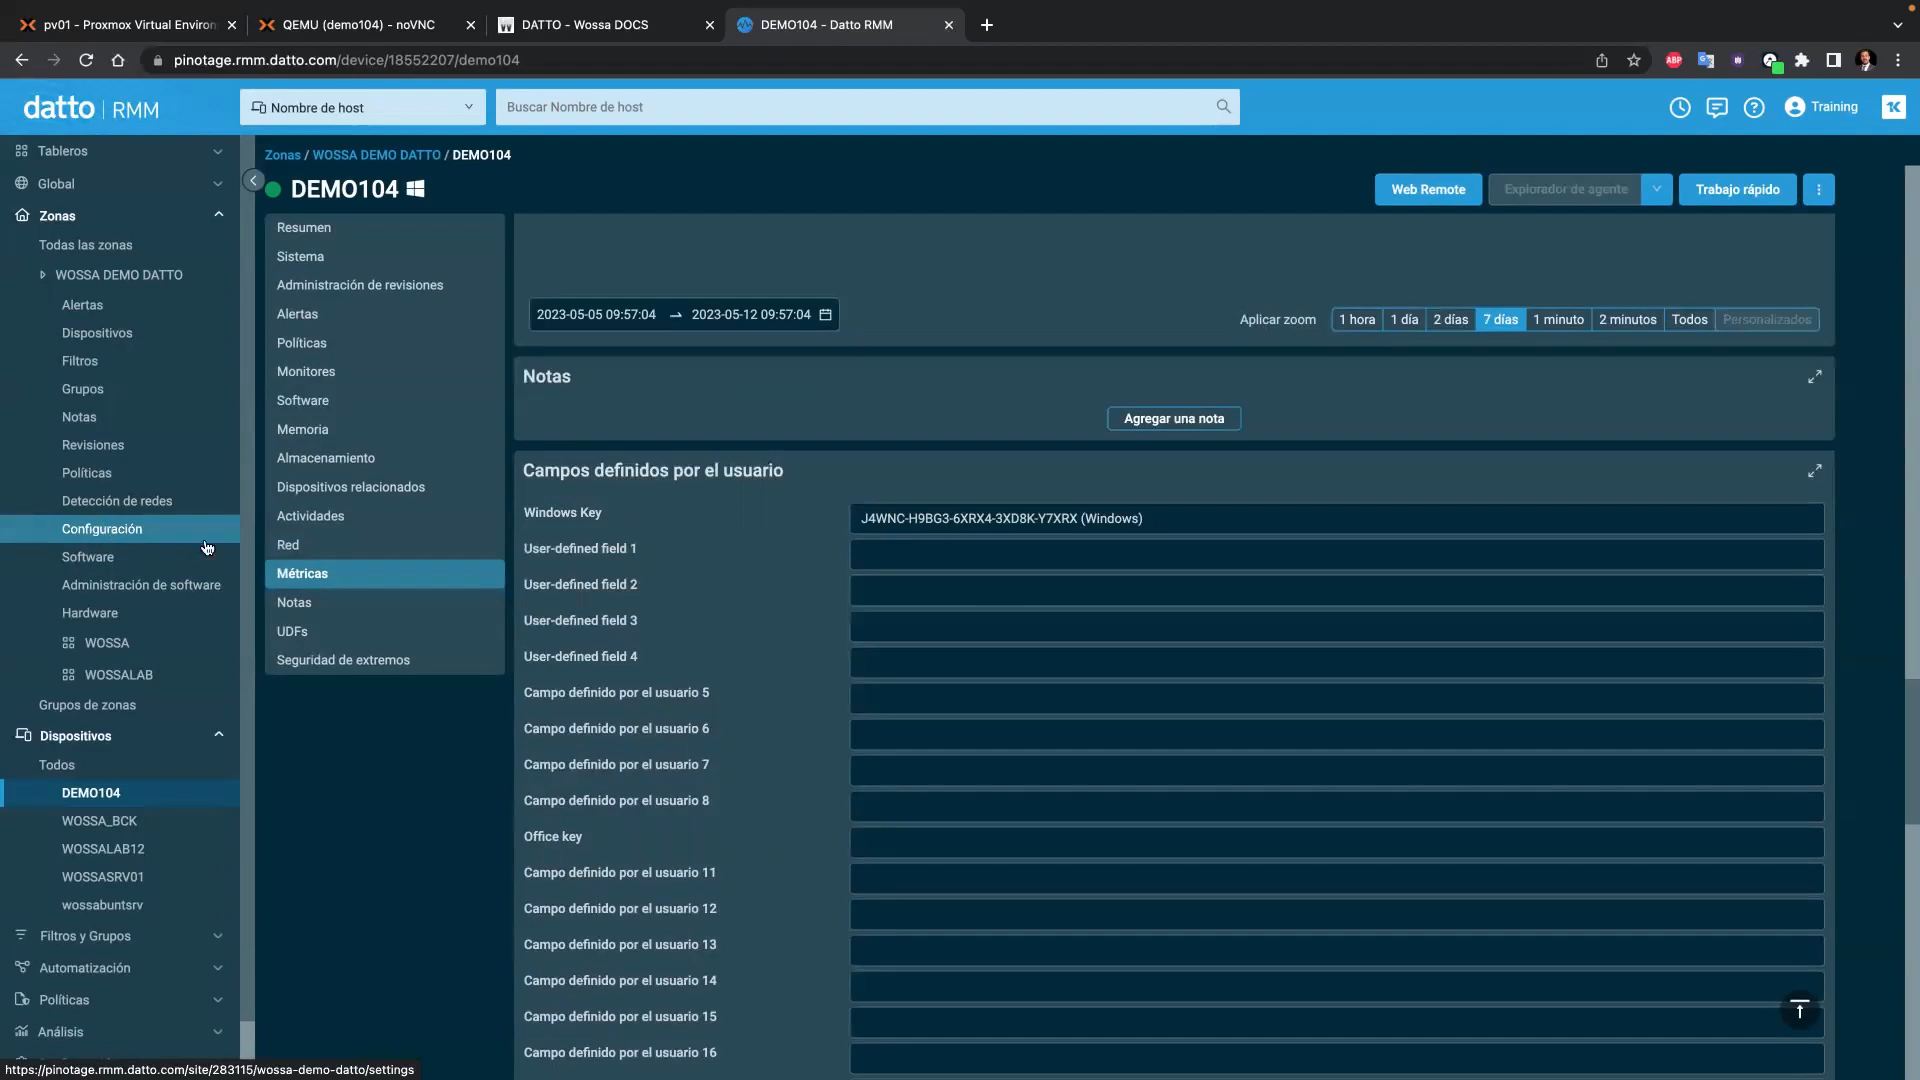 pv01 - Proxmox Virtual Environ
QEMU (demo104) - noVNC
DATTO - Wossa DOCS
DEMO104 - Datto RMM
pinotage.rmm.datto.com/device/18552207/demo104
ABP
datto | RMM
Nombre de host
Buscar Nombre de host
Training
K
Tableros
Global
Zonas
Todas las zonas
WOSSA DEMO DATTO
Alertas
Dispositivos
Filtros
Grupos
Notas
Revisiones
Políticas
Detección de redes
Configuración
Software
Administración de software
Hardware
WOSSA
WOSSALAB
Grupos de zonas
Dispositivos
Todos
DEMO104
WOSSA_BCK
WOSSALAB12
WOSSASRV01
wossabuntsrv
Filtros y Grupos
Automatización
Políticas
Análisis
https://pinotage.rmm.datto.com/site/283115/wossa-demo-datto/settings
Zonas / WOSSA DEMO DATTO / DEMO104
DEMO104
Web Remote
Explorador de agente
Trabajo rápido
Resumen
Sistema
Administración de revisiones
Alertas
Políticas
Monitores
Software
Memoria
Almacenamiento
Dispositivos relacionados
Actividades
Red
Métricas
Notas
UDFs
Seguridad de extremos
2023-05-05 09:57:04 → 2023-05-12 09:57:04
Aplicar zoom
1 hora
1 día
2 días
7 días
1 minuto
2 minutos
Todos
Personalizados
Notas
Agregar una nota
Campos definidos por el usuario
Windows Key
J4WNC-H9BG3-6XRX4-3XD8K-Y7XRX (Windows)
User-defined field 1
User-defined field 2
User-defined field 3
User-defined field 4
Campo definido por el usuario 5
Campo definido por el usuario 6
Campo definido por el usuario 7
Campo definido por el usuario 8
Office key
Campo definido por el usuario 11
Campo definido por el usuario 12
Campo definido por el usuario 13
Campo definido por el usuario 14
Campo definido por el usuario 15
Campo definido por el usuario 16